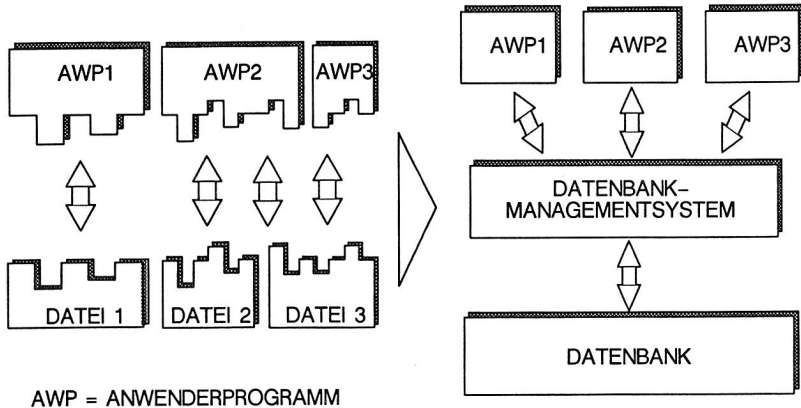 AWP1
AWP2
AWP3
DATEI 1
DATEI 2
DATEI 3
AWP = ANWENDERPROGRAMM
AWP1
AWP2
AWP3
DATENBANK–
MANAGEMENTSYSTEM
DATENBANK